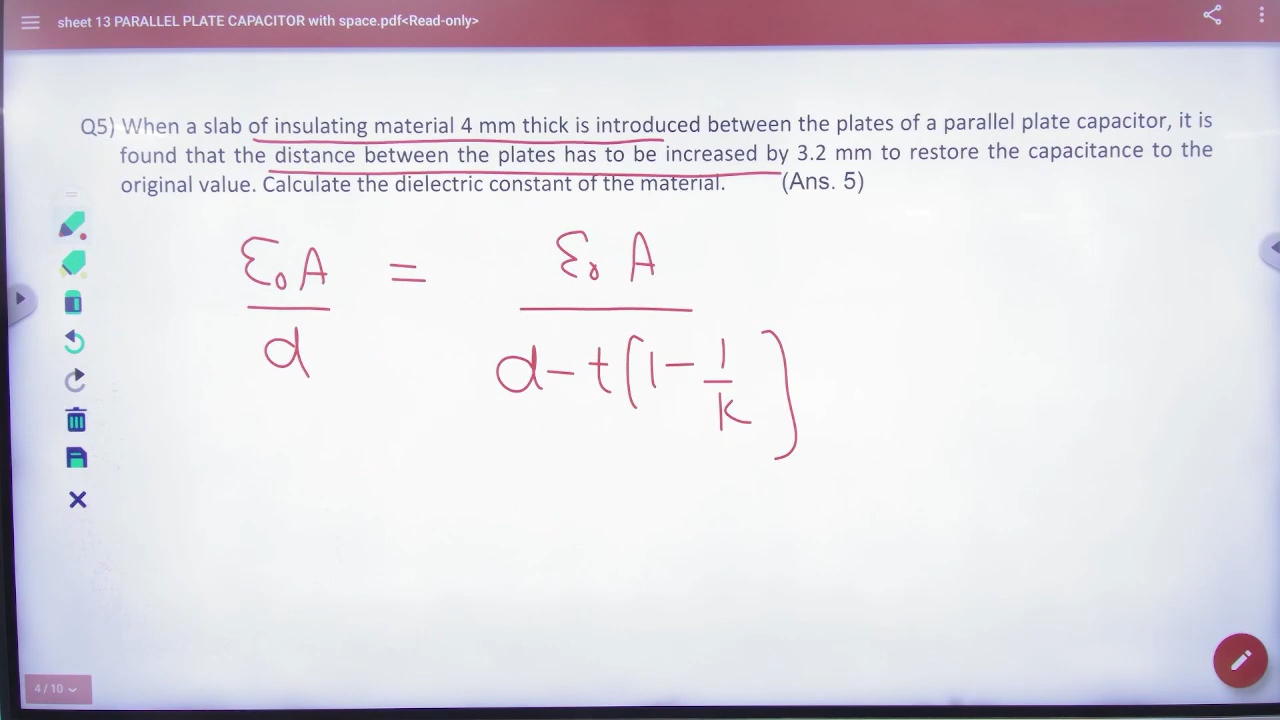 sheet 13 PARALLEL PLATE CAPACITOR with space.pdf<Read-only>
Q5) When a slab of insulating material 4 mm thick is introduced between the plates of a parallel plate capacitor, it is
found that the distance between the plates has to be increased by 3.2 mm to restore the capacitance to the
original value. Calculate the dielectric constant of the material. (Ans. 5)
ε₀A = ε₀ A
d d - t(1 - 1
K)
4 / 10